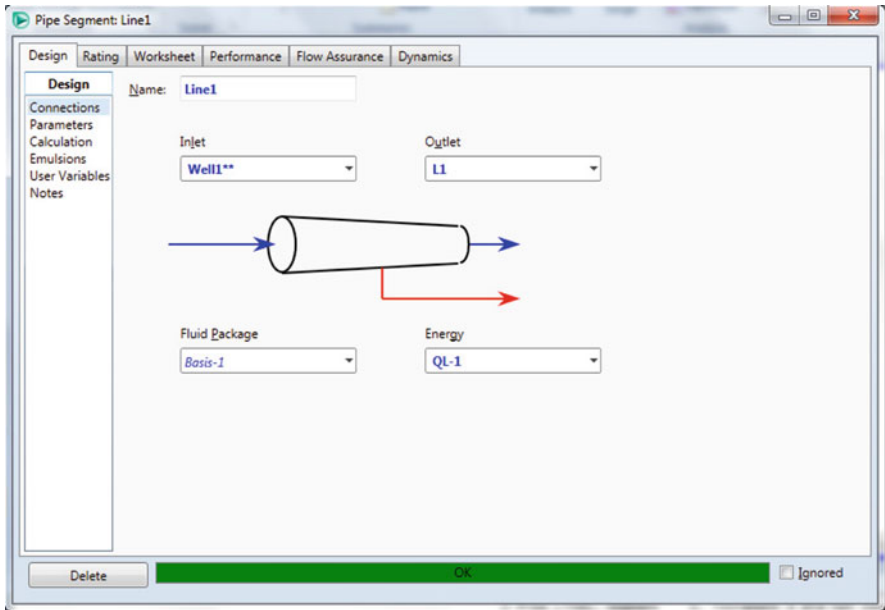 Pipe Segment: Line1
Design Rating Worksheet Performance Flow Assurance Dynamics
Design
Connections
Parameters
Calculation
Emulsions
User Variables
Notes
Name: Line1
Inlet Outlet
Well1** L1
Fluid Package Energy
Basis-1 QL-1
Delete OK Ignored